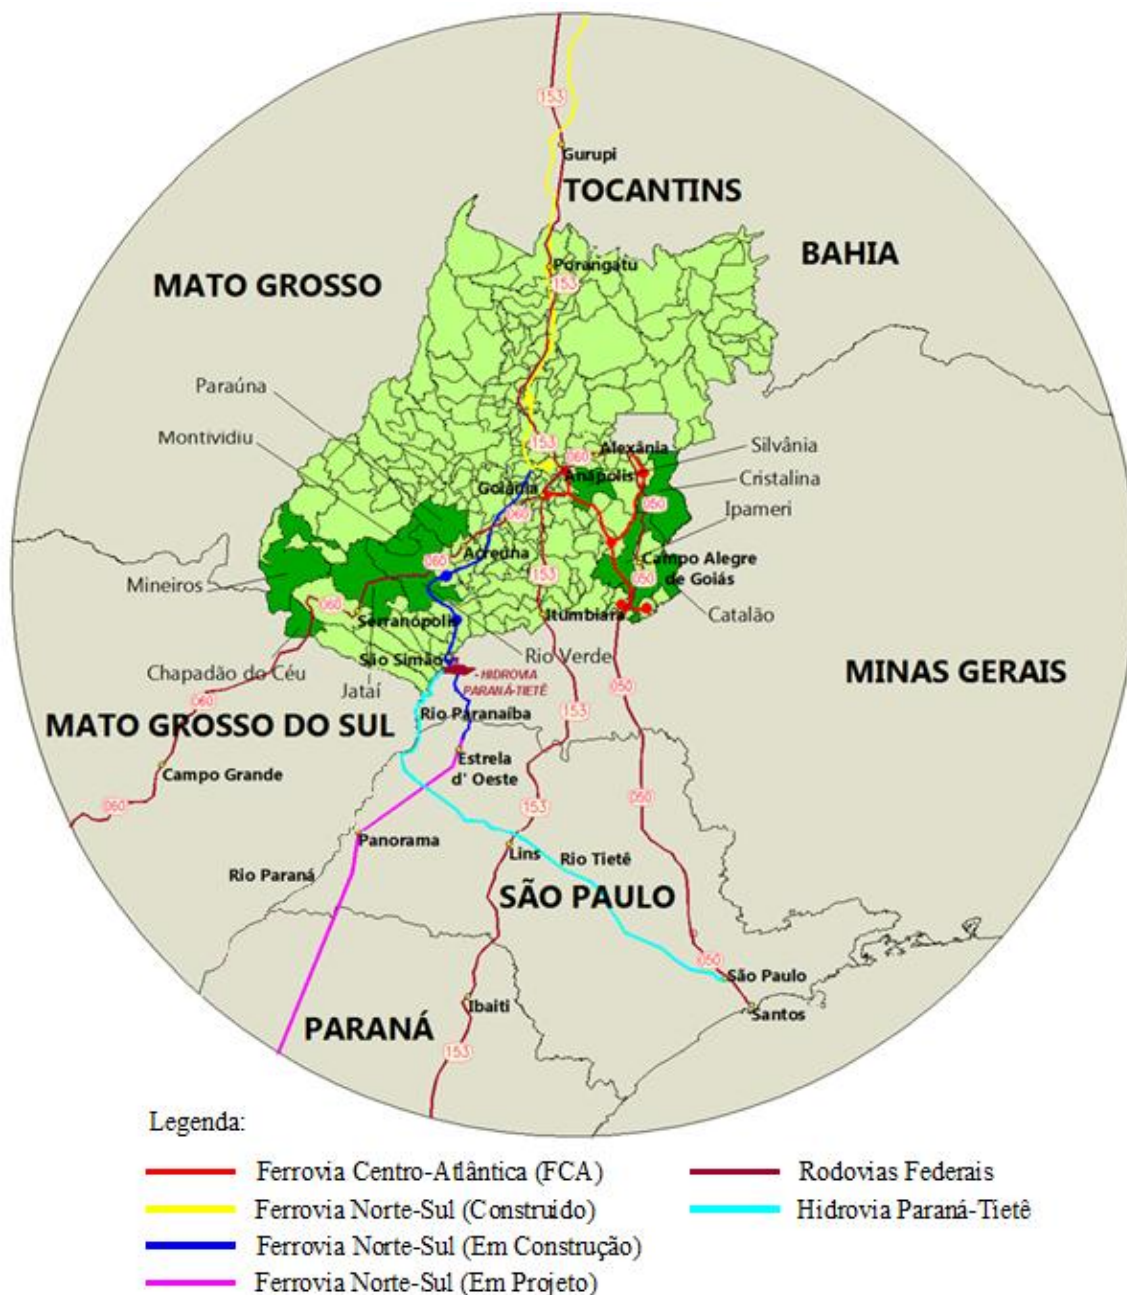 153
Gurupi
TOCANTINS
BAHIA
MATO GROSSO
Porangatu
153
Paraúna
Montividiu
153
060
Alexânia
Silvânia
Anápolis
Cristalina
Goiânia
050
Ipameri
060
Acreúna
060
Campo Alegre
de Goiás
050
153
Mineiros
060
Serranópolis
Itumbiara
Catalão
Rio Verde
São Simão
Chapadão do Céu
Jataí
- HIDROVIA
PARANÁ-TIETÊ
MINAS GERAIS
050
060
MATO GROSSO DO SUL
Rio Paranaíba
153
Campo Grande
Estrela
d' Oeste
060
153
050
Panorama
Lins
Rio Tietê
Rio Paraná
SÃO PAULO
050
São Paulo
Santos
Ibaiti
PARANÁ
153
Legenda:
Ferrovia Centro-Atlântica (FCA)
Rodovias Federais
Ferrovia Norte-Sul (Construido)
Hidrovia Paraná-Tietê
Ferrovia Norte-Sul (Em Construção)
Ferrovia Norte-Sul (Em Projeto)